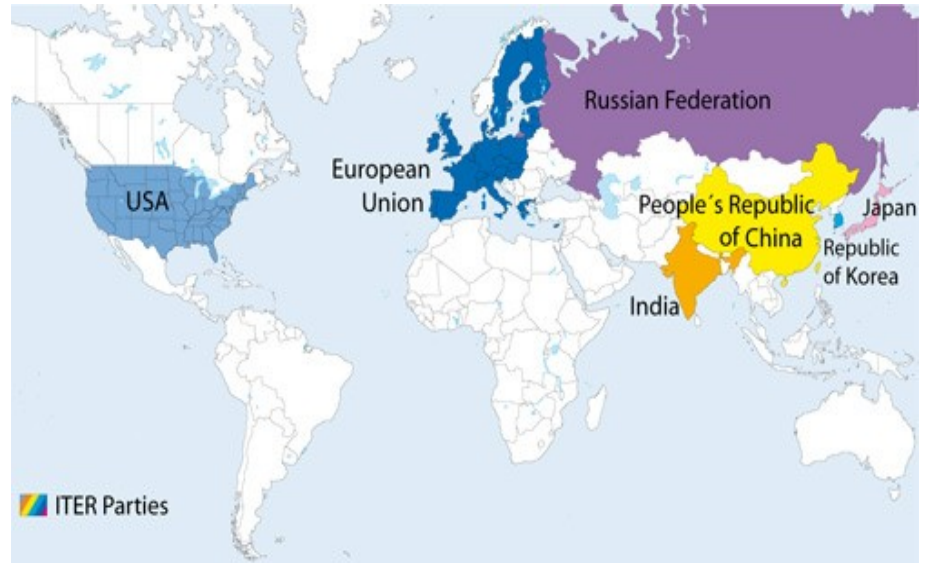 Russian Federation
European
Union
USA
People´s Republic
of China
Japan
Republic
of Korea
India
ITER Parties